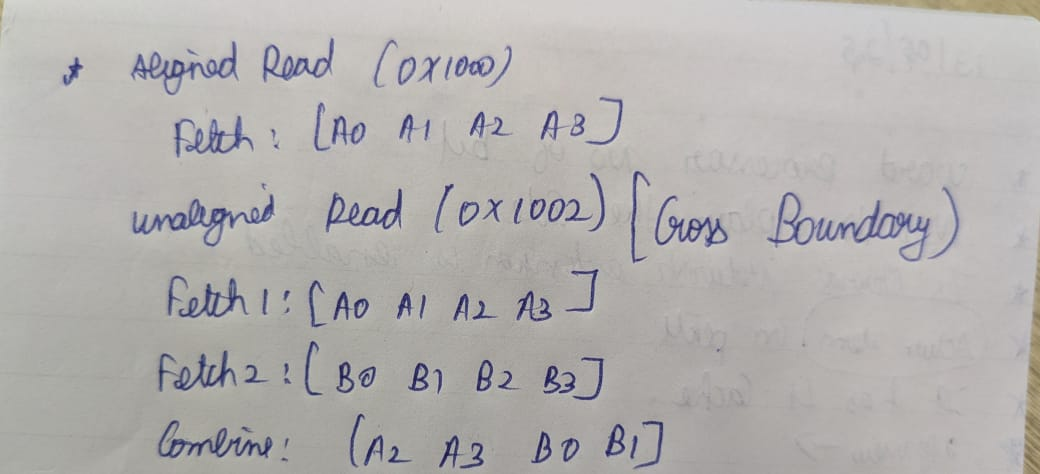 * Aligned Read (0x1000)
Fetch : [A0 A1 A2 A3]
unaligned Read (0x1002) [Cross Boundary)
Fetch 1 : [A0 A1 A2 A3]
Fetch 2 : [B0 B1 B2 B3]
Combine : (A2 A3 B0 B1]